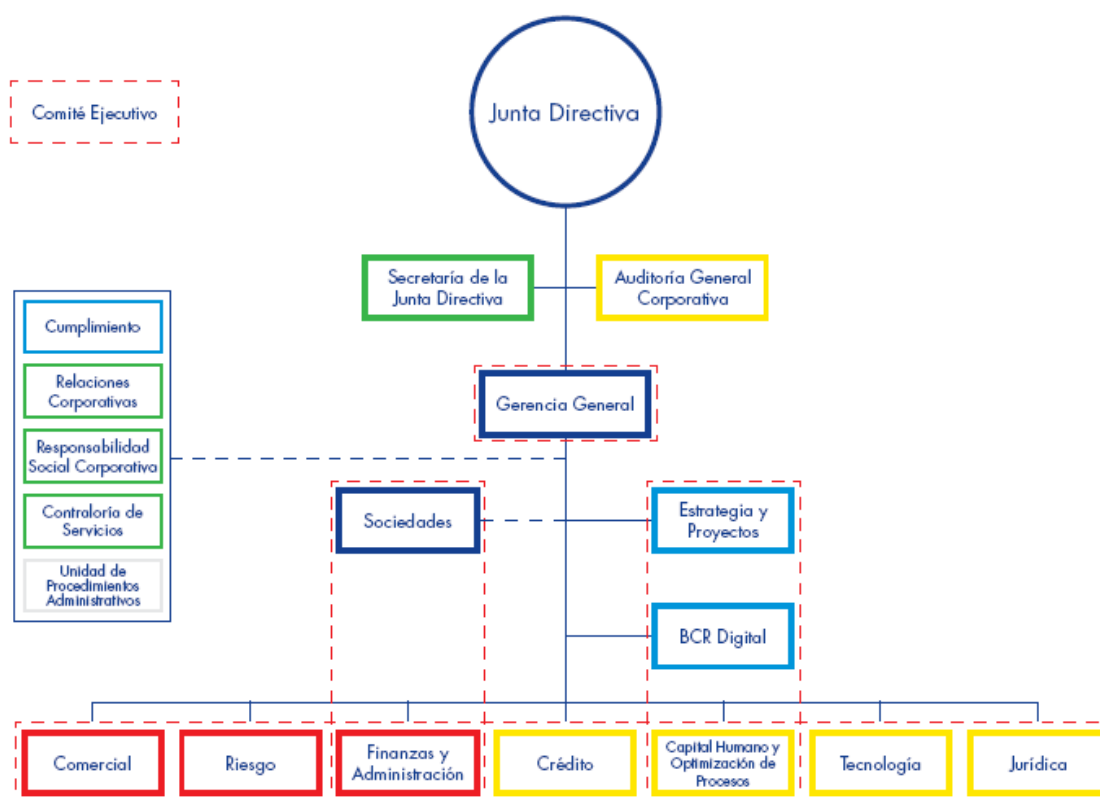 Comité Ejecutivo
Junta Directiva
Secretaría de la
Junta Directiva
Auditoría General
Corporativa
Cumplimiento
Relaciones
Corporativas
Responsabilidad
Social Corporativa
Contraloría de
Servicios
Unidad de
Procedimientos
Administrativos
Gerencia General
Sociedades
Estrategia y
Proyectos
BCR Digital
Comercial
Riesgo
Finanzas y
Administración
Crédito
Capital Humano y
Optimización de
Procesos
Tecnología
Jurídica